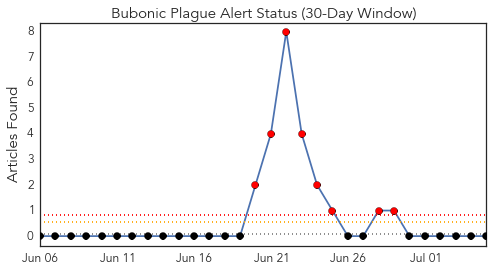 Bubonic Plague Alert Status (30-Day Window)
Articles Found
8
7
6
5
4
3
2
1
0
Jun 06
Jun 11
Jun 16
Jun 21
Jun 26
Jul 01